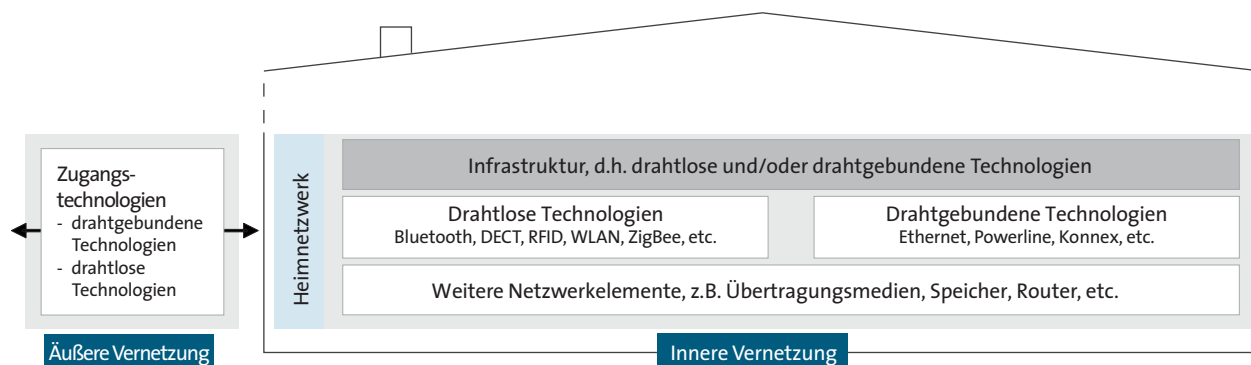 Zugangs-
technologien
- drahtgebundene
Technologien
- drahtlose
Technologien
Äußere Vernetzung
Heimnetzwerk
Infrastruktur, d.h. drahtlose und/oder drahtgebundene Technologien
Drahtlose Technologien
Bluetooth, DECT, RFID, WLAN, ZigBee, etc.
Drahtgebundene Technologien
Ethernet, Powerline, Konnex, etc.
Weitere Netzwerkelemente, z.B. Übertragungsmedien, Speicher, Router, etc.
Innere Vernetzung